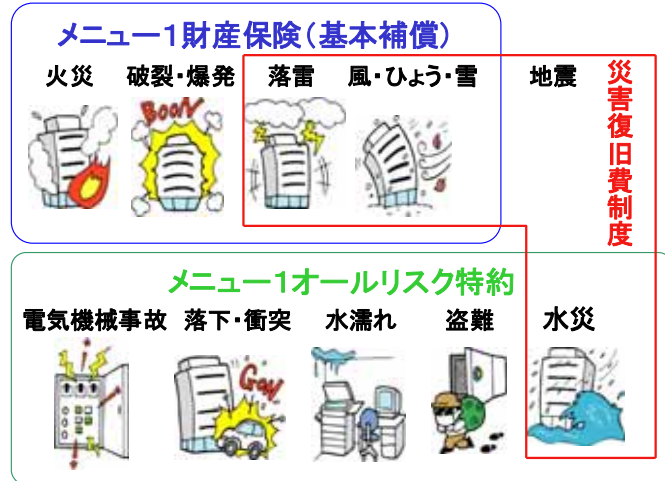 メニュー1財産保険(基本補償)
火災 破裂・爆発 落雷 風・ひょう・雪 地震
災害復旧費制度
BOON
メニュー1オールリスク特約
電気機械事故 落下・衝突 水濡れ 盗難 水災
GON